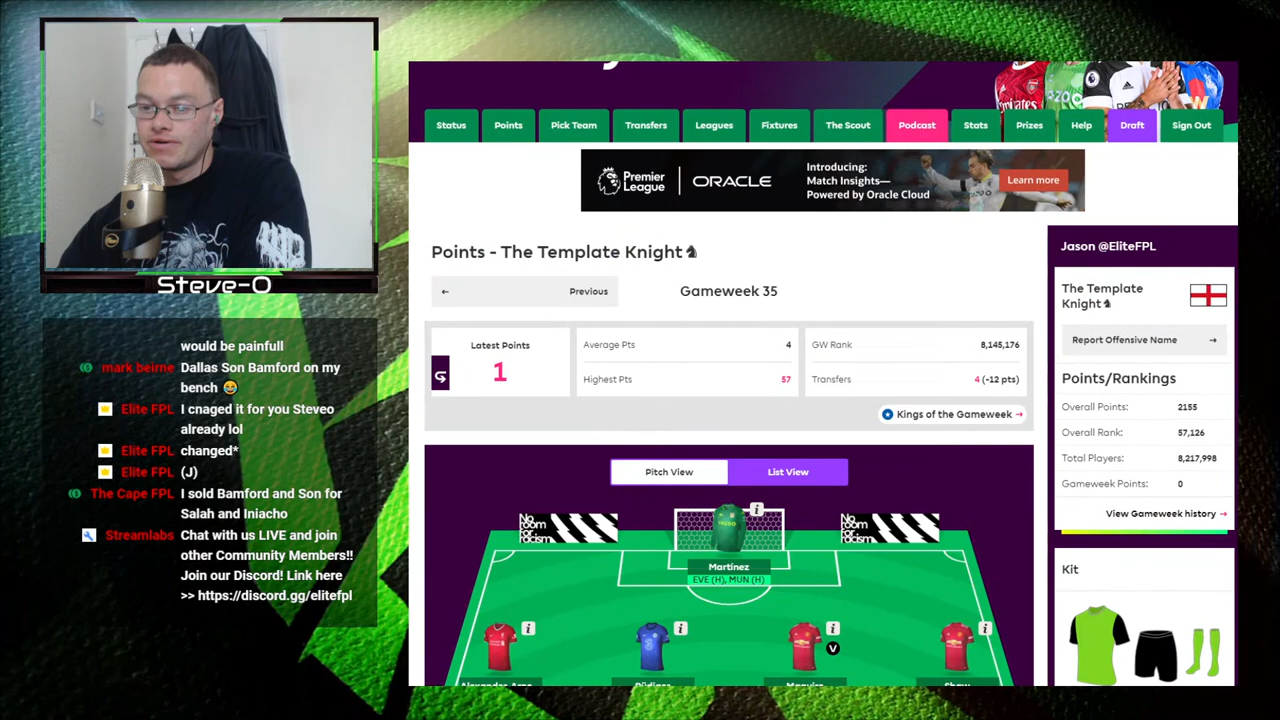 Steve-O
would be painfull
mark beirne Dallas Son Bamford on my
bench 😂
Elite FPL I cnaged it for you Steveo
already lol
Elite FPL changed*
Elite FPL (J)
The Cape FPL I sold Bamford and Son for
Salah and Iniacho
Streamlabs Chat with us LIVE and join
other Community Members!!
Join our Discord! Link here
>> https://discord.gg/elitefpl
Status Points Pick Team Transfers Leagues Fixtures The Scout Podcast Stats Prizes Help Draft Sign Out
Premier
League
ORACLE
Introducing:
Match Insights—
Powered by Oracle Cloud
Learn more
Points - The Template Knight♞
← Previous
Gameweek 35
Latest Points
1
Average Pts 4
Highest Pts 57
GW Rank 8,145,176
Transfers 4 (-12 pts)
Kings of the Gameweek →
Pitch View List View
No
room
for
racism
No
room
for
racism
Martínez
EVE (H), MUN (H)
V
Jason @EliteFPL
The Template
Knight♞
Report Offensive Name →
Points/Rankings
Overall Points: 2155
Overall Rank: 57,126
Total Players: 8,217,998
Gameweek Points: 0
View Gameweek history →
Kit